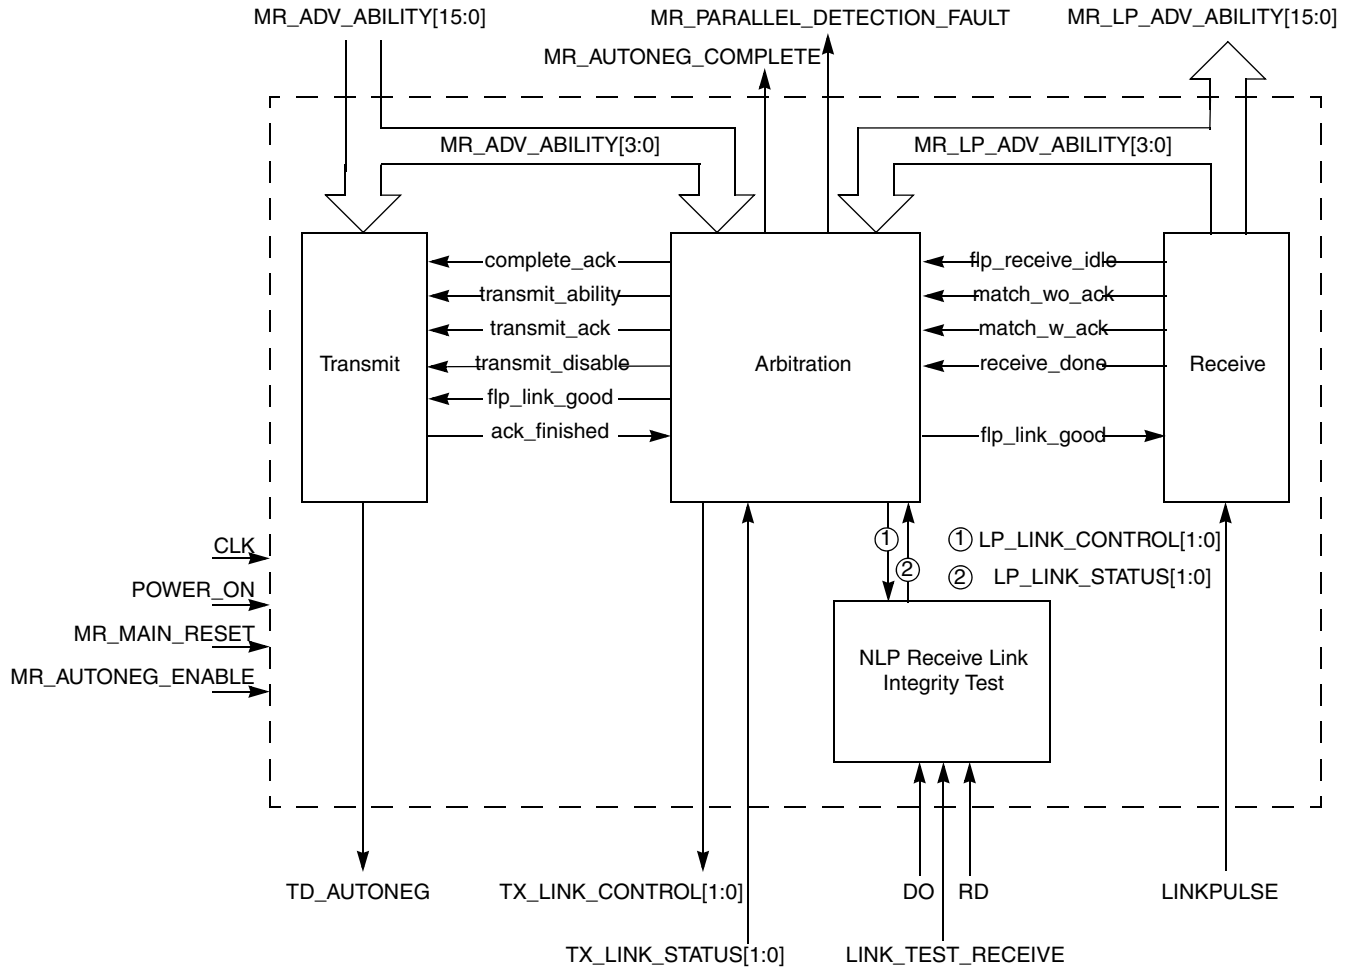 MR_ADV_ABILITY[15:0]
MR_PARALLEL_DETECTION_FAULT
MR_LP_ADV_ABILITY[15:0]
MR_AUTONEG_COMPLETE
MR_ADV_ABILITY[3:0]
MR_LP_ADV_ABILITY[3:0]
complete_ack
transmit_ability
transmit_ack
transmit_disable
flp_link_good
ack_finished
Transmit
Arbitration
flp_receive_idle
match_wo_ack
match_w_ack
receive_done
flp_link_good
Receive
1
2
1 LP_LINK_CONTROL[1:0]
2 LP_LINK_STATUS[1:0]
CLK
POWER_ON
MR_MAIN_RESET
MR_AUTONEG_ENABLE
NLP Receive Link
Integrity Test
TD_AUTONEG
TX_LINK_CONTROL[1:0]
DO
RD
LINKPULSE
TX_LINK_STATUS[1:0]
LINK_TEST_RECEIVE